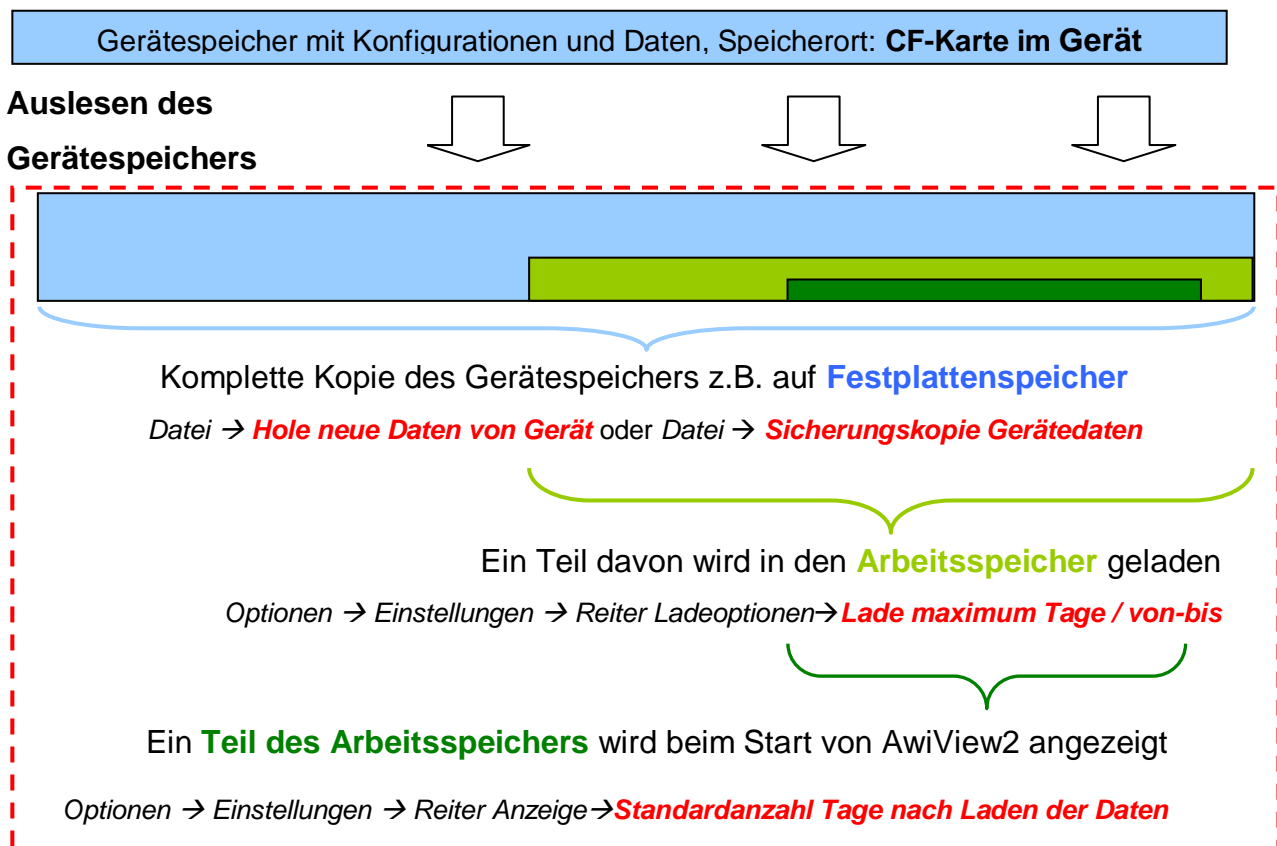 Gerätespeicher mit Konfigurationen und Daten, Speicherort: CF-Karte im Gerät
Auslesen des
Gerätespeichers
Komplette Kopie des Gerätespeichers z.B. auf Festplattenspeicher
Datei → Hole neue Daten von Gerät oder Datei → Sicherungskopie Gerätedaten
Ein Teil davon wird in den Arbeitsspeicher geladen
Optionen → Einstellungen → Reiter Ladeoptionen→Lade maximum Tage / von-bis
Ein Teil des Arbeitsspeichers wird beim Start von AwiView2 angezeigt
Optionen → Einstellungen → Reiter Anzeige→Standardanzahl Tage nach Laden der Daten